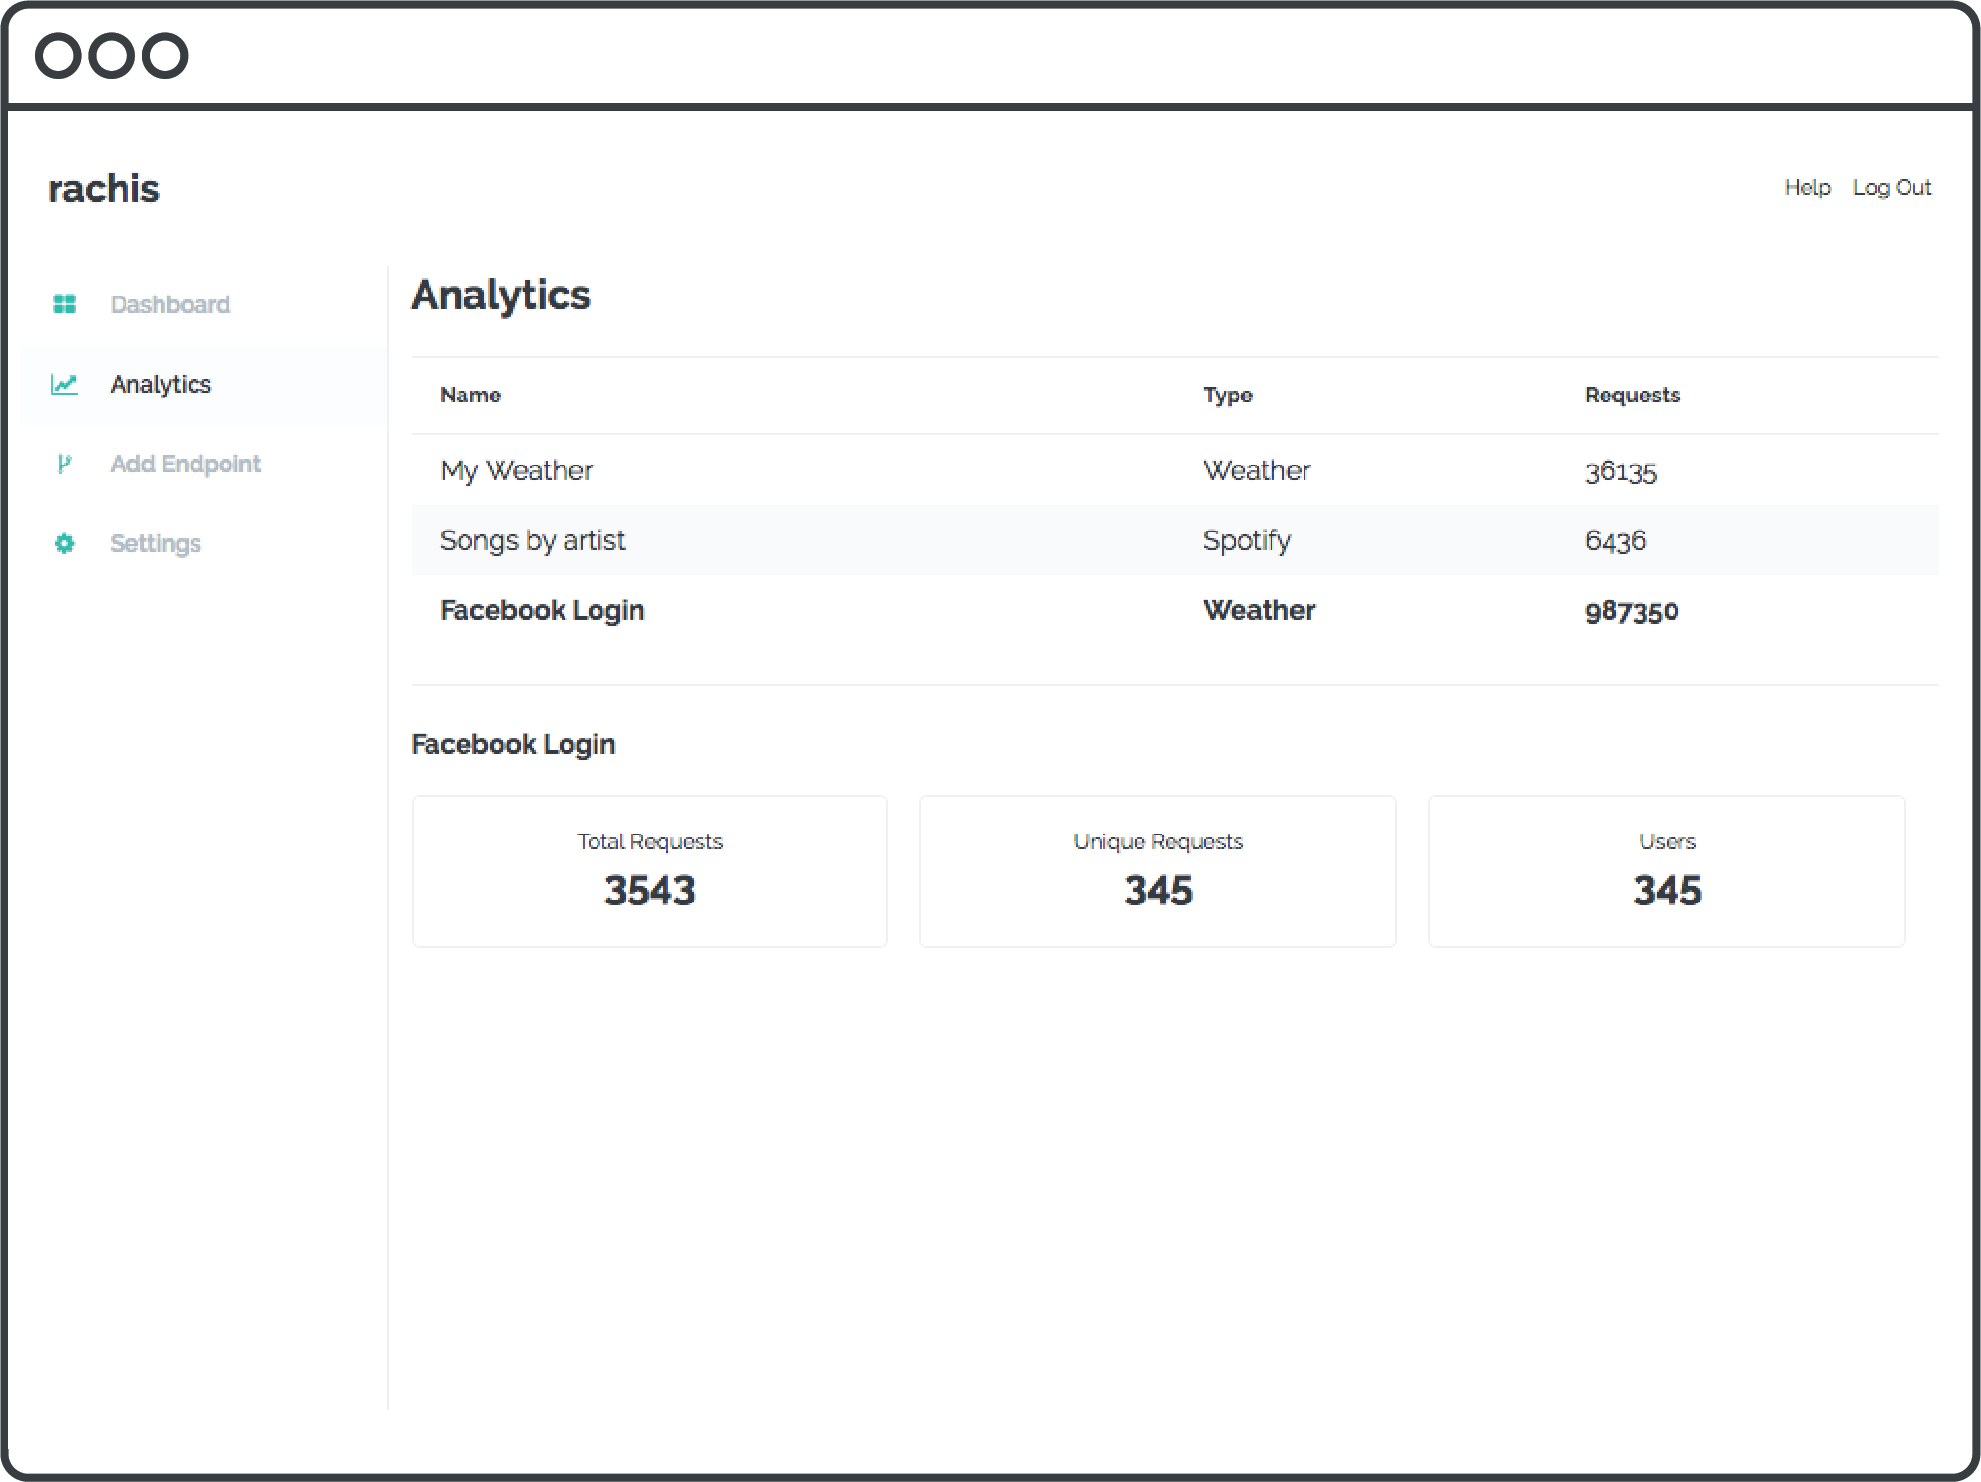 rachis
Help Log Out
Dashboard
Analytics
Add Endpoint
Settings
Analytics
Name Type Requests
My Weather Weather 36135
Songs by artist Spotify 6436
Facebook Login Weather 987350
Facebook Login
Total Requests Unique Requests Users
3543 345 345